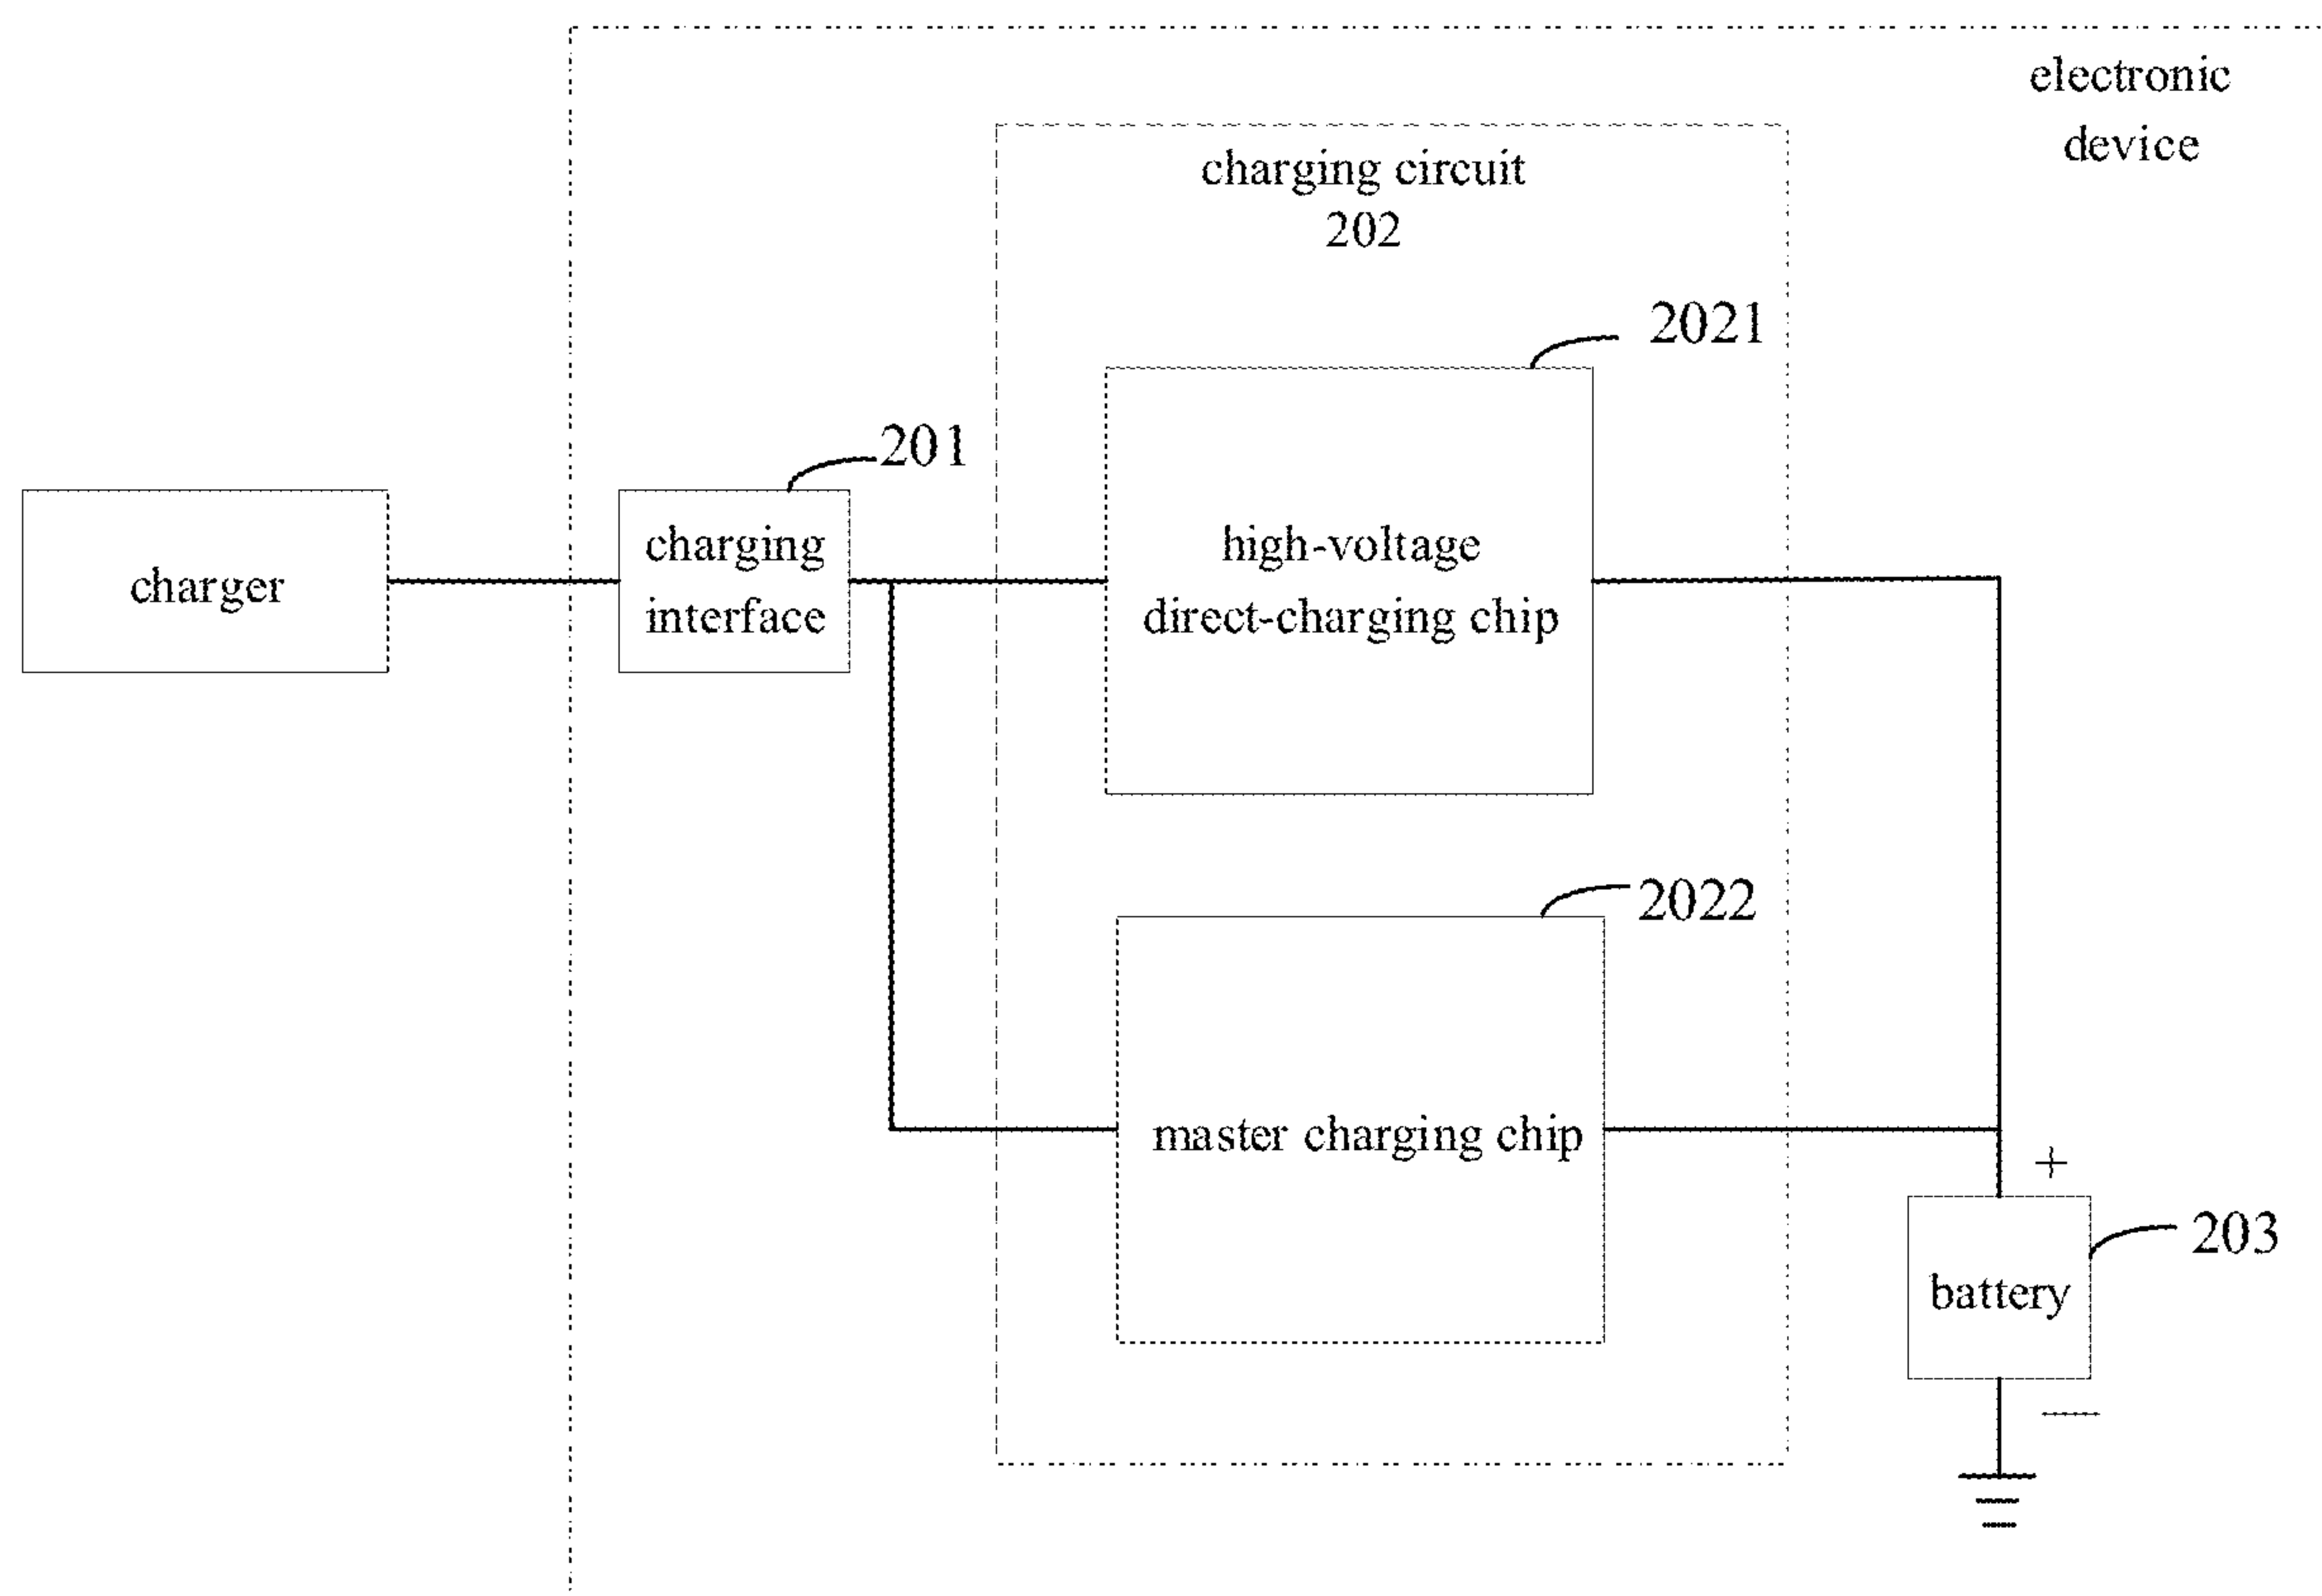 electronic
device
charging circuit
202
2021
201
charger
charging
interface
high-voltage
direct-charging chip
2022
master charging chip
+
203
battery
—